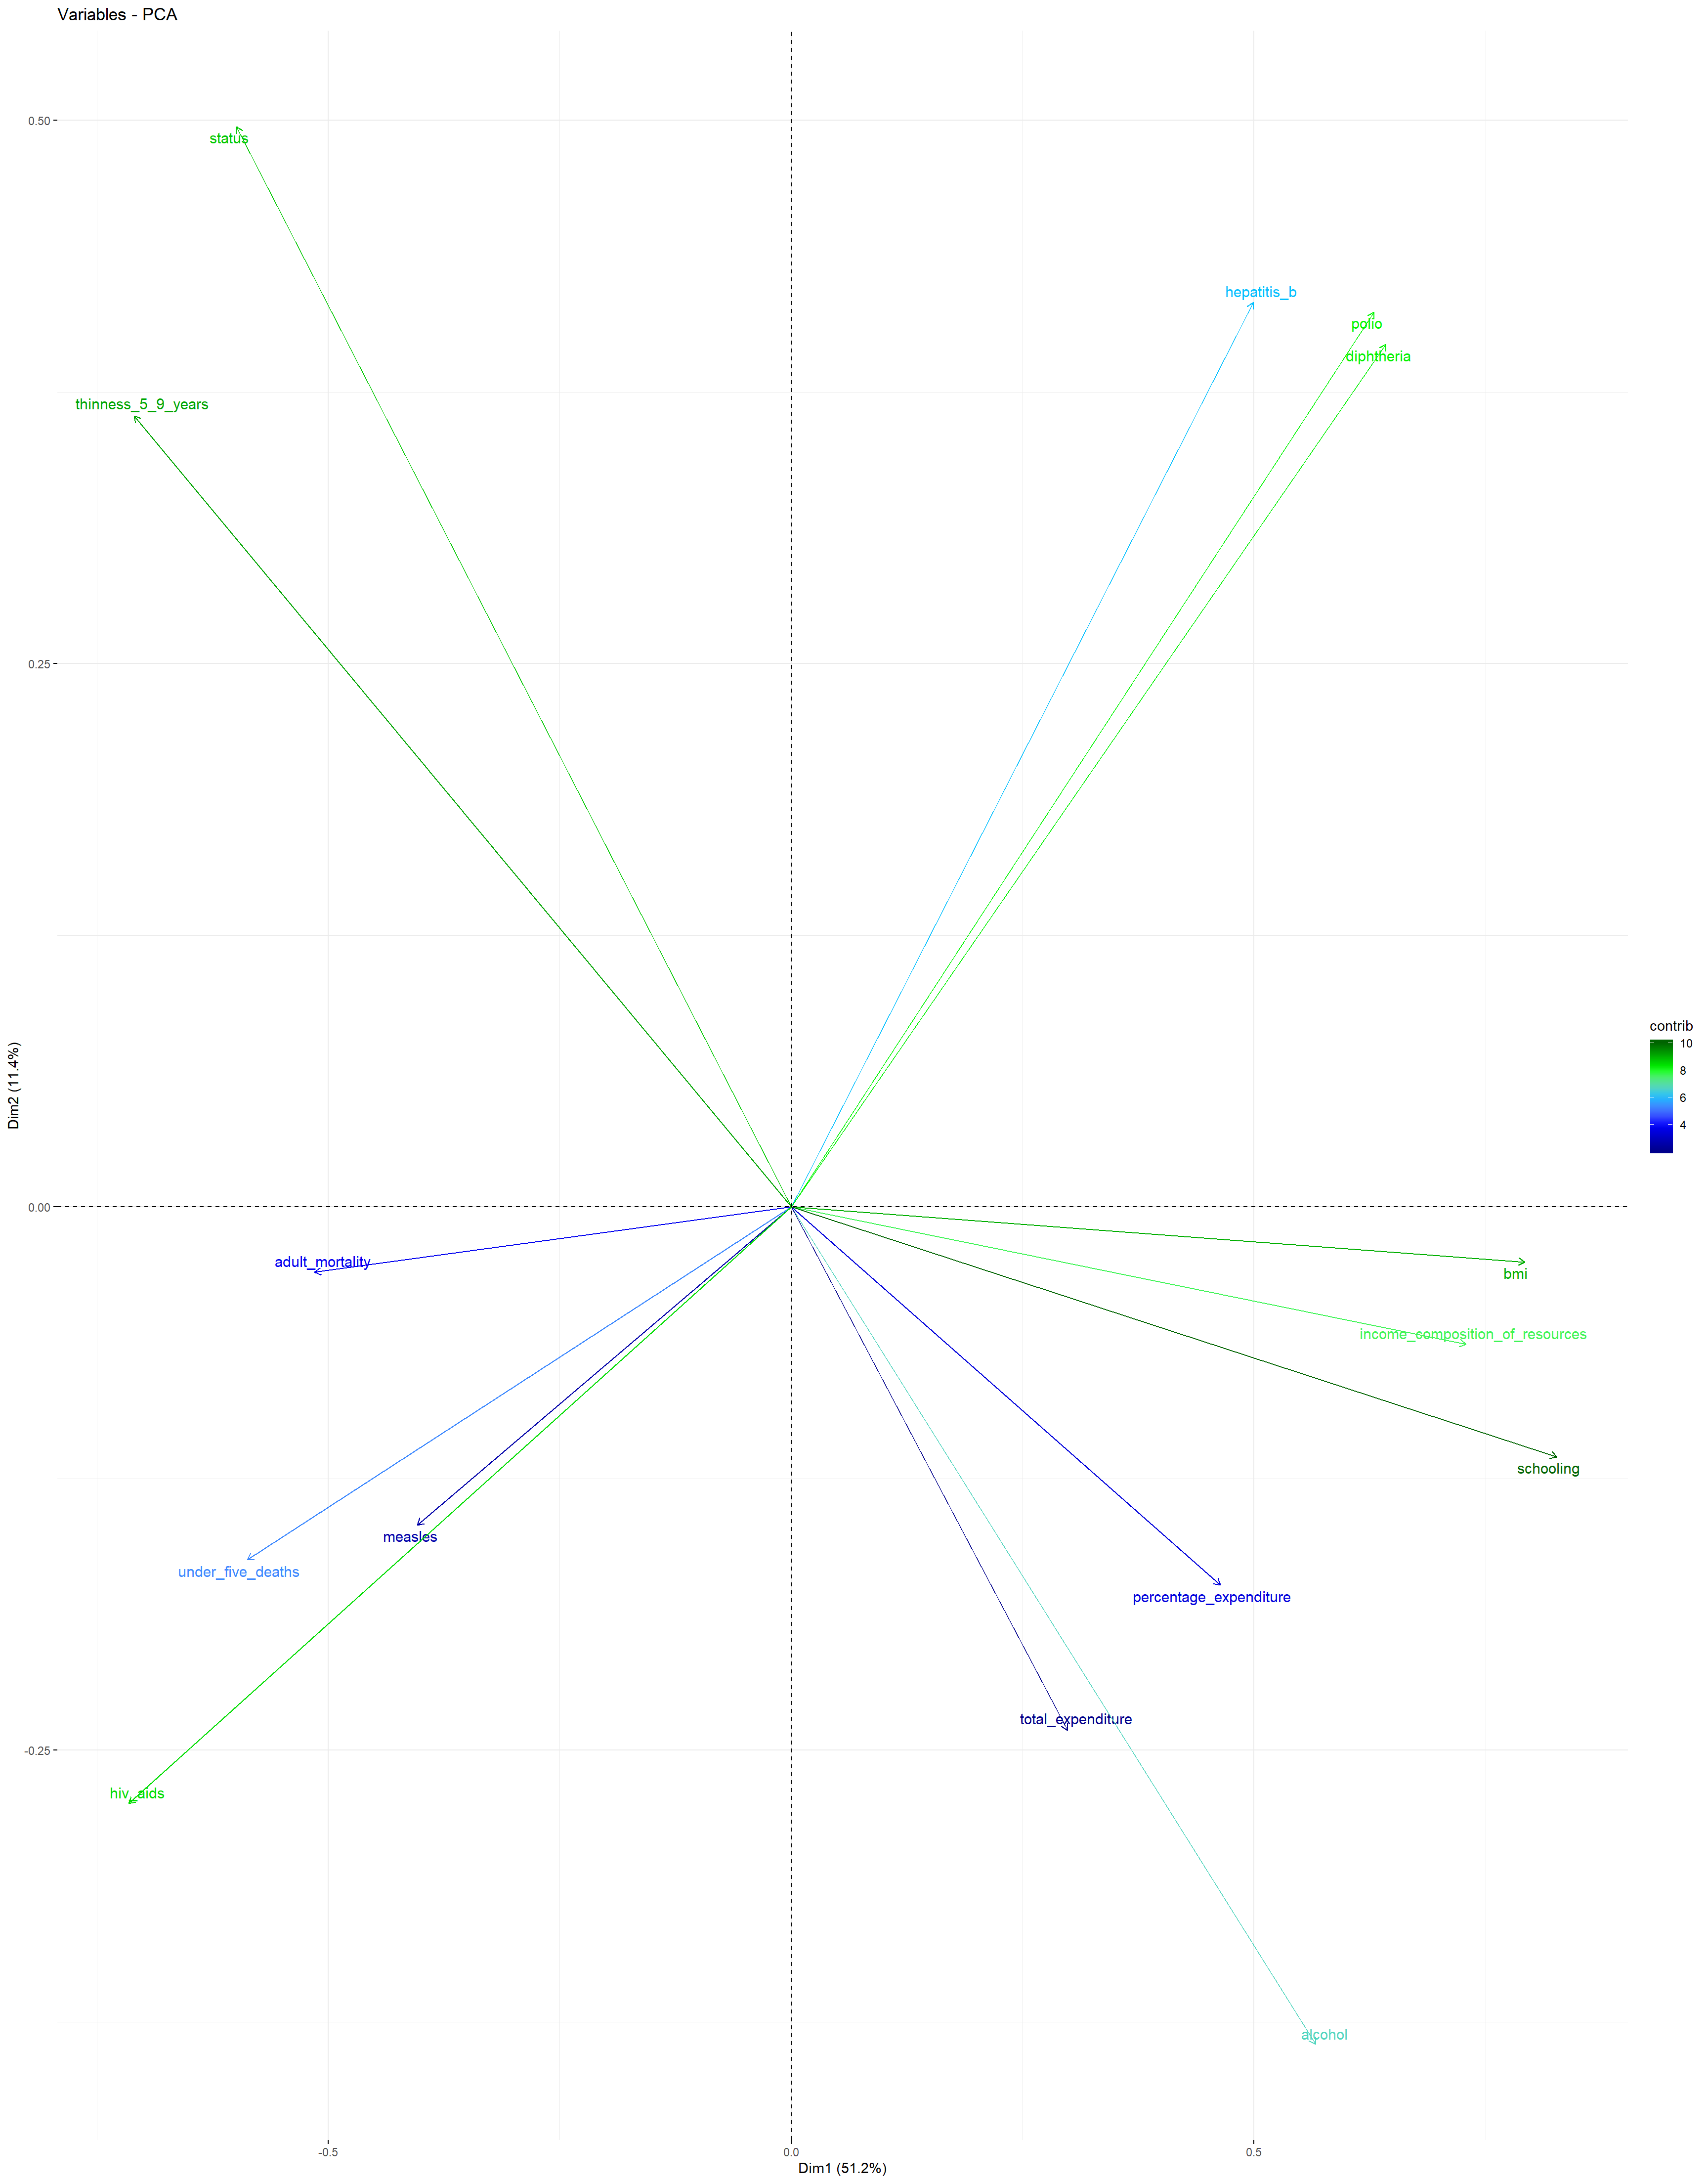 Variables - PCA
0.50
status
hepatitis_b
polio
diphtheria
thinness_5_9_years
0.25
contrib
10
8
6
4
Dim2 (11.4%)
0.00
adult_mortality
bmi
income_composition_of_resources
schooling
measles
under_five_deaths
percentage_expenditure
total_expenditure
-0.25
hiv_aids
alcohol
-0.5
0.0
0.5
Dim1 (51.2%)